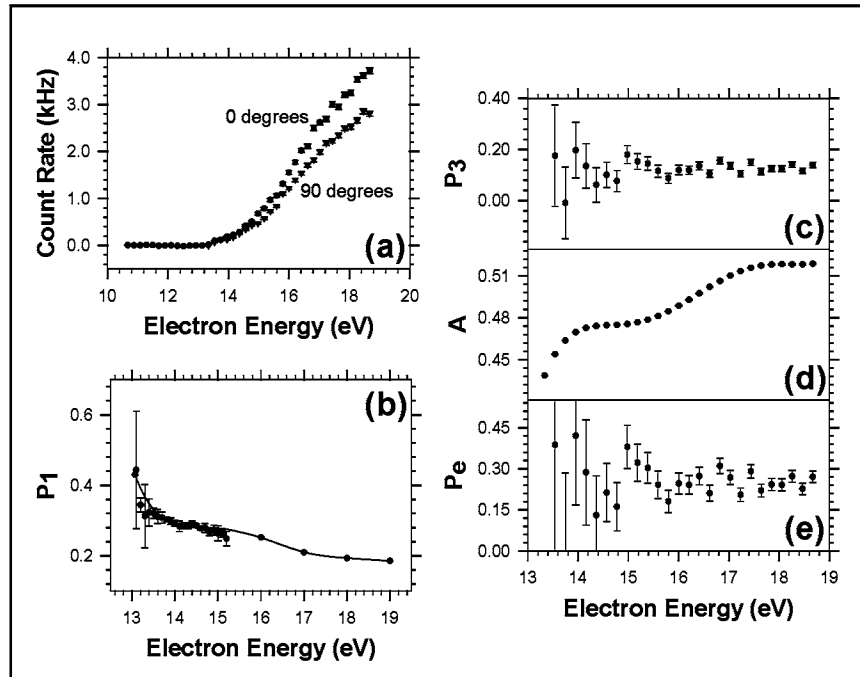 4.0
3.0
2.0
1.0
0.0
Count Rate (kHz)
0 degrees
90 degrees
(a)
10 12 14 16 18 20
Electron Energy (eV)
0.6
0.4
0.2
P1
(b)
13 14 15 16 17 18 19
Electron Energy (eV)
0.40
0.20
0.00
P3
(c)
0.51
0.48
0.45
A
(d)
0.45
0.30
0.15
0.00
Pe
(e)
13 14 15 16 17 18 19
Electron Energy (eV)